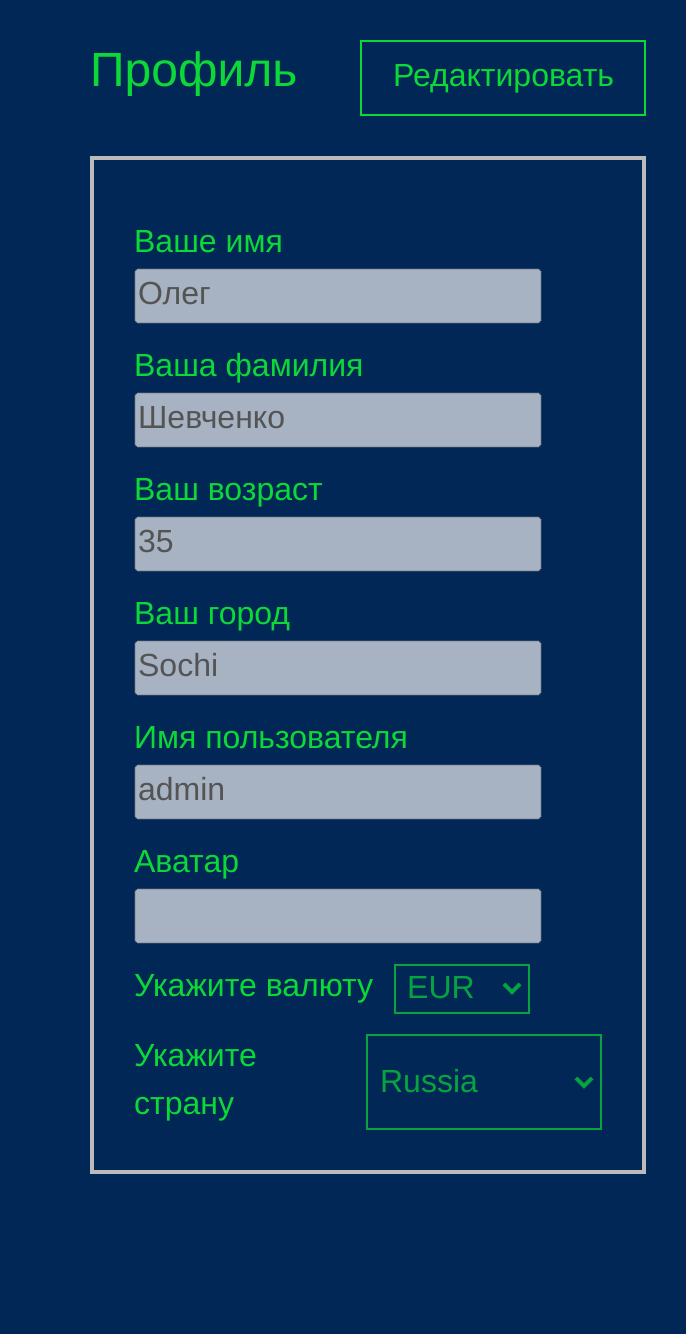 Профиль
Редактировать
Ваше имя
Олег
Ваша фамилия
Шевченко
Ваш возраст
35
Ваш город
Sochi
Имя пользователя
admin
Аватар
Укажите валюту
EUR
Укажите
страну
Russia